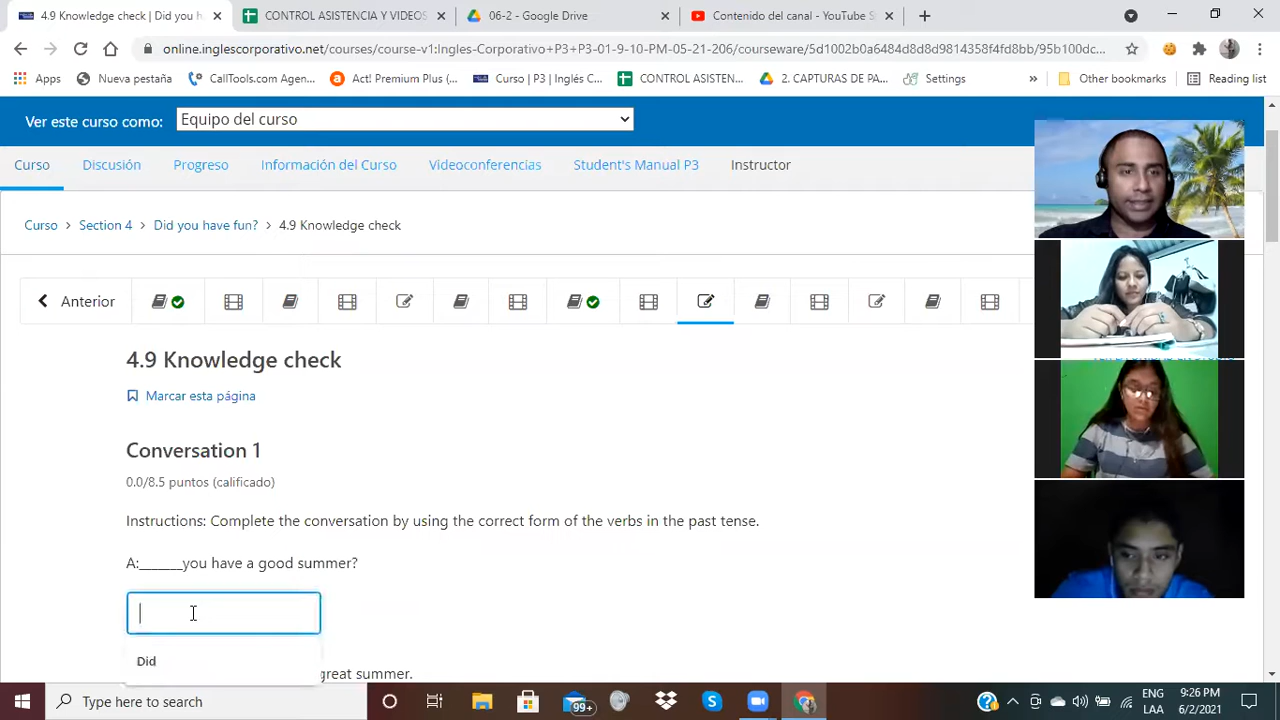 4.9 Knowledge check | Did you h
CONTROL ASISTENCIA Y VIDEOS
06-2 - Google Drive
Contenido del canal - YouTube S
online.inglescorporativo.net/courses/course-v1:Ingles-Corporativo+P3+P3-01-9-10-PM-05-21-206/courseware/5d1002b0a6484d8d8d9814358f4fd8bb/95b100dc...
Apps
Nueva pestaña
CallTools.com Agen...
Act! Premium Plus (...
Curso | P3 | Inglés C...
CONTROL ASISTEN...
2. CAPTURAS DE PA...
Settings
»
Other bookmarks
Reading list
Ver este curso como:
Equipo del curso
Curso
Discusión
Progreso
Información del Curso
Videoconferencias
Student's Manual P3
Instructor
Curso > Section 4 > Did you have fun? > 4.9 Knowledge check
Anterior
4.9 Knowledge check
Marcar esta página
Conversation 1
0.0/8.5 puntos (calificado)
Instructions: Complete the conversation by using the correct form of the verbs in the past tense.
A:_______you have a good summer?
Did
great summer.
Type here to search
99+
ENG
LAA
9:26 PM
6/2/2021